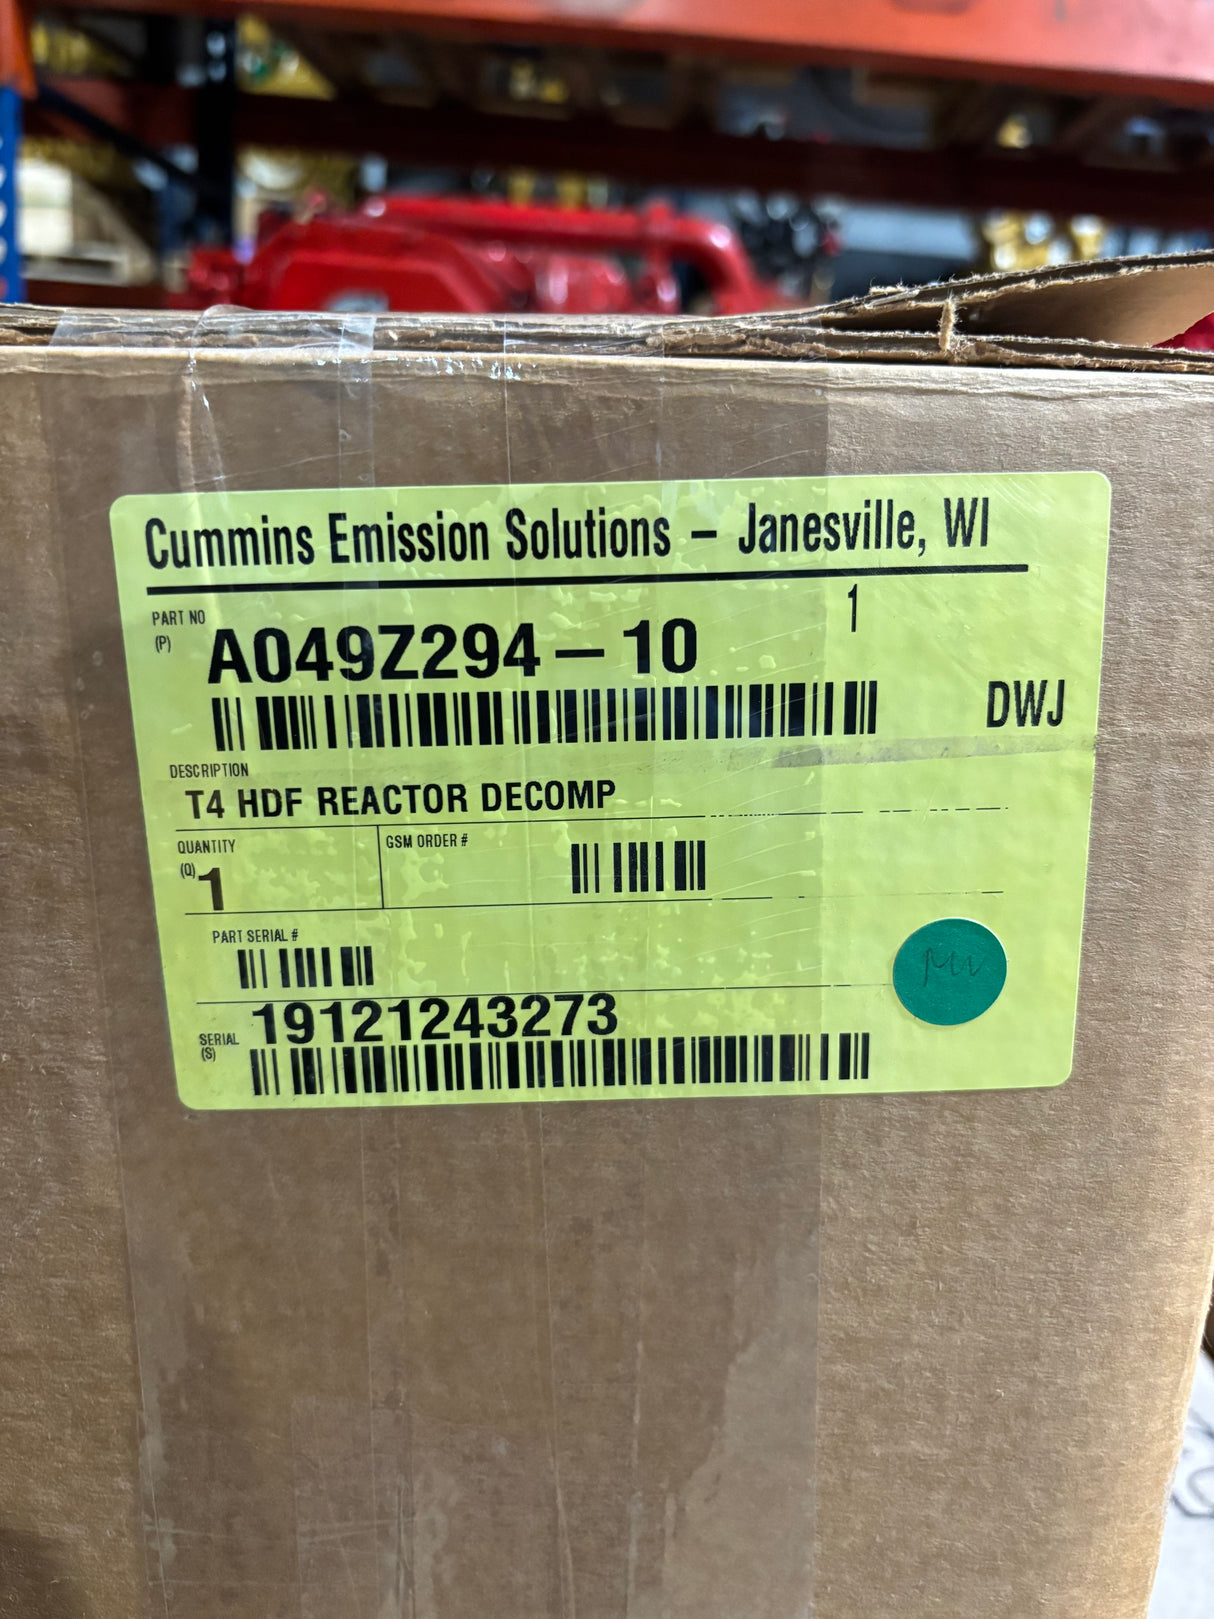 Cummins Emission Solutions – Janesville, WI
1
PART NO
(P)
A049Z294–10
DWJ
DESCRIPTION
T4 HDF REACTOR DECOMP
QUANTITY
(Q)
1
GSM ORDER #
PART SERIAL #
19121243273
SERIAL
(S)